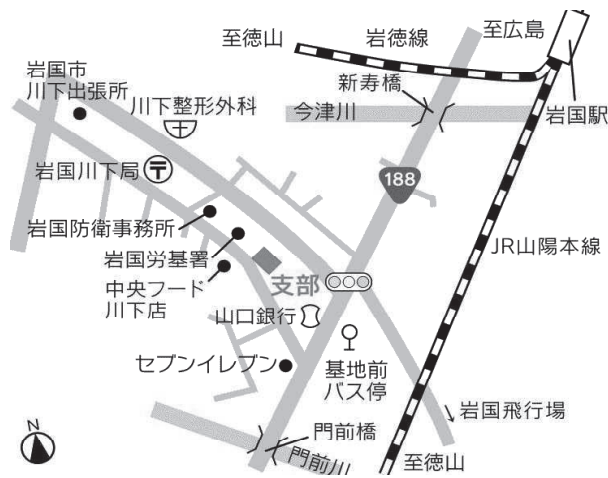 至徳山
岩徳線
至広島
岩国市
川下出張所
川下整形外科
新寿橋
今津川
岩国駅
岩国川下局
188
岩国防衛事務所
岩国労基署
中央フード
川下店
支部
JR山陽本線
山口銀行
セブンイレブン
基地前
バス停
岩国飛行場
N
門前橋
門前川
至徳山